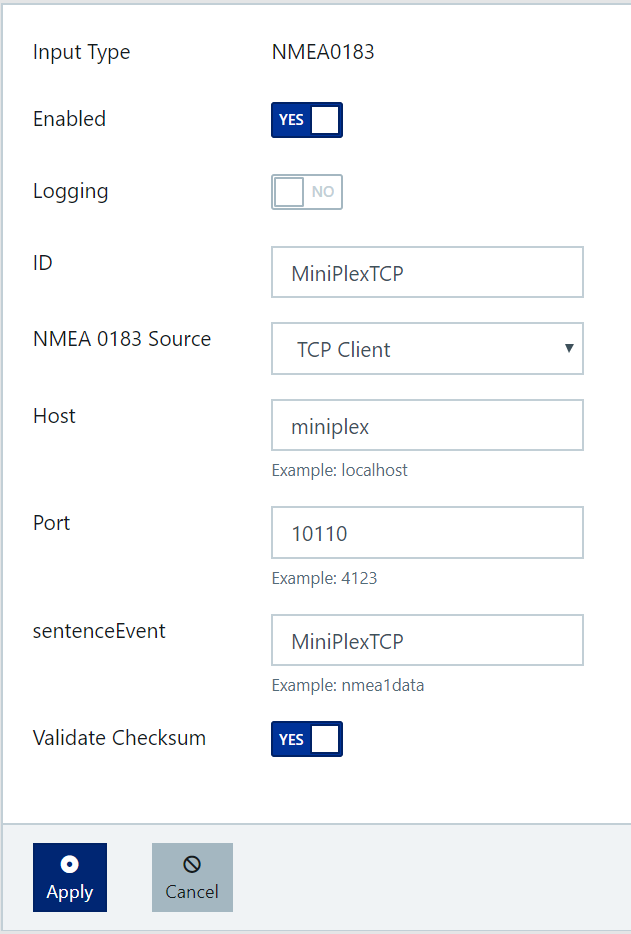 Input Type NMEA0183
Enabled YES
Logging NO
ID MiniPlexTCP
NMEA 0183 Source TCP Client
Host miniplex
Example: localhost
Port 10110
Example: 4123
sentenceEvent MiniPlexTCP
Example: nmea1data
Validate Checksum YES
Apply Cancel